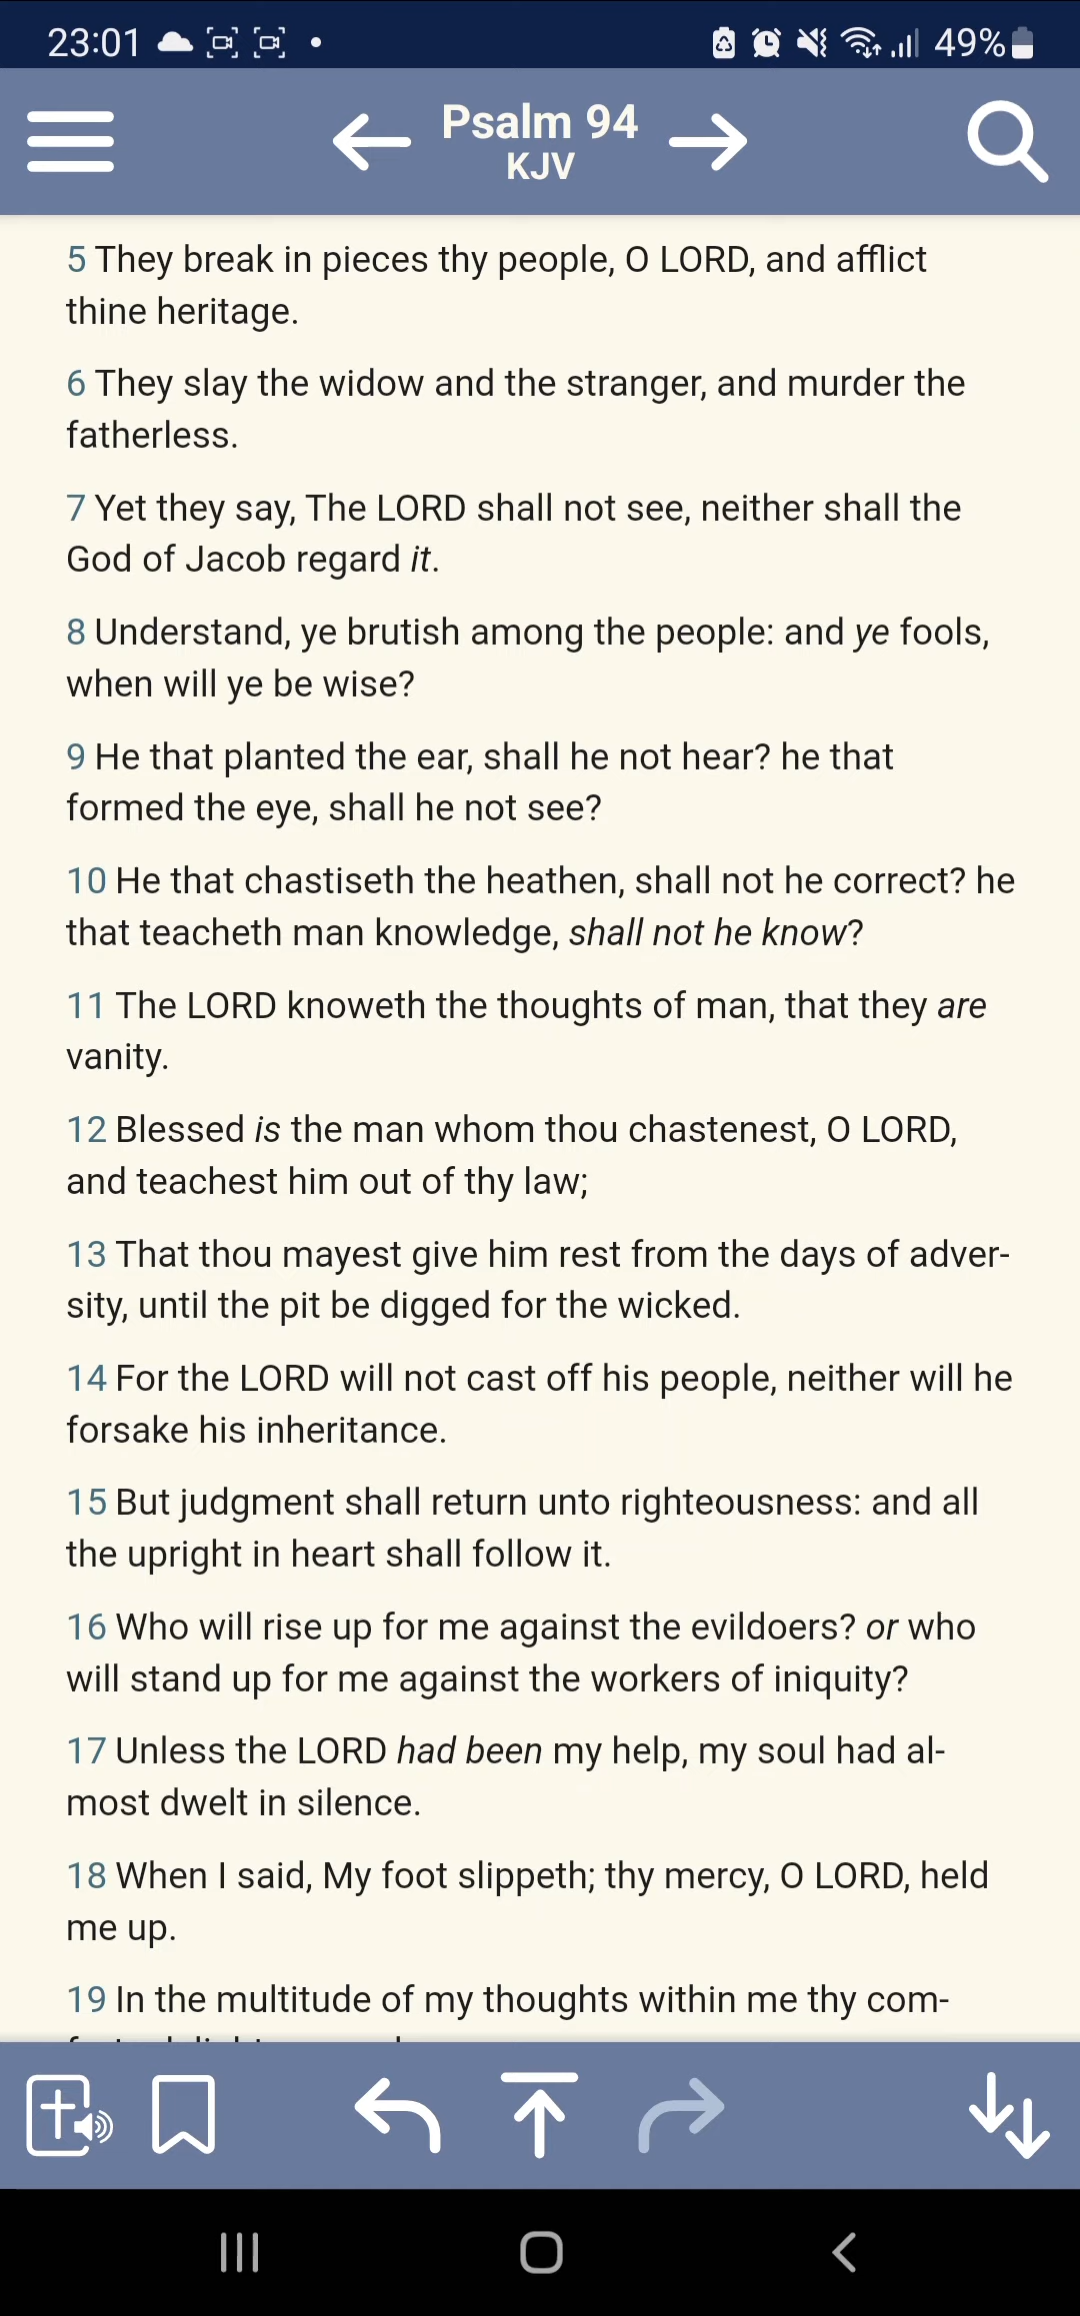 23:01
49%
Psalm 94
KJV
5 They break in pieces thy people, O LORD, and afflict
thine heritage.
6 They slay the widow and the stranger, and murder the
fatherless.
7 Yet they say, The LORD shall not see, neither shall the
God of Jacob regard it.
8 Understand, ye brutish among the people: and ye fools,
when will ye be wise?
9 He that planted the ear, shall he not hear? he that
formed the eye, shall he not see?
10 He that chastiseth the heathen, shall not he correct? he
that teacheth man knowledge, shall not he know?
11 The LORD knoweth the thoughts of man, that they are
vanity.
12 Blessed is the man whom thou chastenest, O LORD,
and teachest him out of thy law;
13 That thou mayest give him rest from the days of adver-
sity, until the pit be digged for the wicked.
14 For the LORD will not cast off his people, neither will he
forsake his inheritance.
15 But judgment shall return unto righteousness: and all
the upright in heart shall follow it.
16 Who will rise up for me against the evildoers? or who
will stand up for me against the workers of iniquity?
17 Unless the LORD had been my help, my soul had al-
most dwelt in silence.
18 When I said, My foot slippeth; thy mercy, O LORD, held
me up.
19 In the multitude of my thoughts within me thy com-